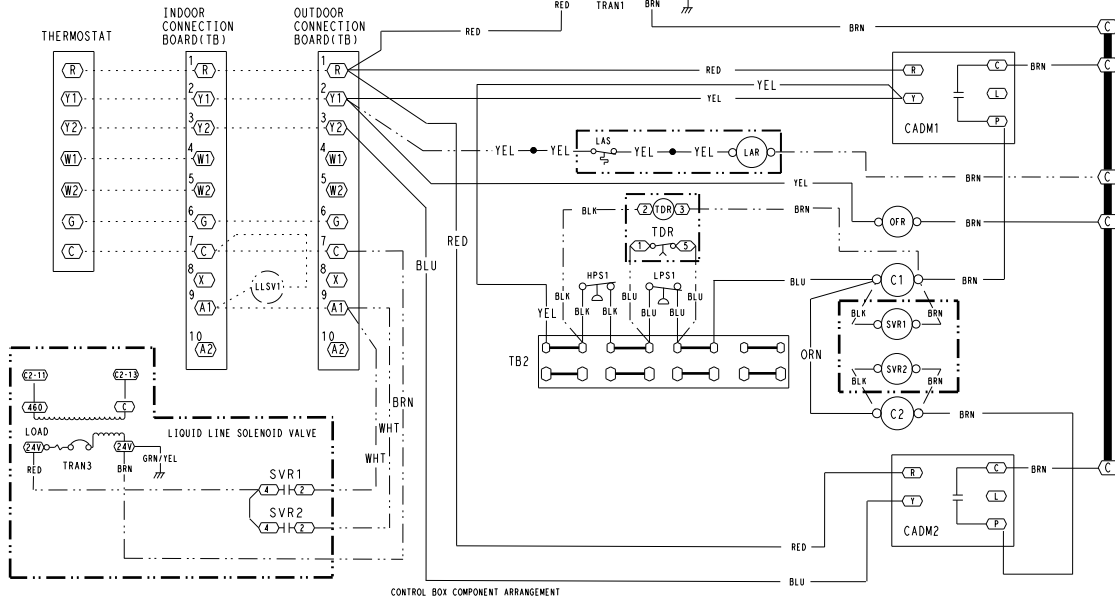 RED TRAN1 BRN
INDOOR
CONNECTION
BOARD(TB)
OUTDOOR
CONNECTION
BOARD(TB)
THERMOSTAT
RED
BRN
C
R
1 R
1 R
RED
R
C
BRN
C
YEL
Y1
2 Y1
2 Y1
YEL
Y
L
Y2
3 Y2
3 Y2
P
CADM1
W1
4 W1
4 W1
YEL YEL
LAS
YEL YEL
LAR
BRN
C
W2
5 W2
5 W2
YEL
G
6 G
6 G
BLK
2 TDR 3
BRN
OFR
BRN
C
TDR
1 5
RED
C
7 C
7 C
BLU
8 X
8 X
LLSV1
HPS1
LPS1
BLU
C1
BRN
9 A1
9 A1
YEL
BLK
BLK
BLU
BLU
BLU
BLK
BRN
SVR1
10 A2
10 A2
TB2
ORN
SVR2
BLK
BRN
C2-11
C2-13
460
C
BRN
C2
BRN
LOAD
LIQUID LINE SOLENOID VALVE
WHT
24V
24V
GRN/YEL
TRAN3
RED
BRN
WHT
SVR1
4 2
SVR2
4 2
R
C
BRN
C
Y
L
P
CADM2
RED
BLU
CONTROL BOX COMPONENT ARRANGEMENT